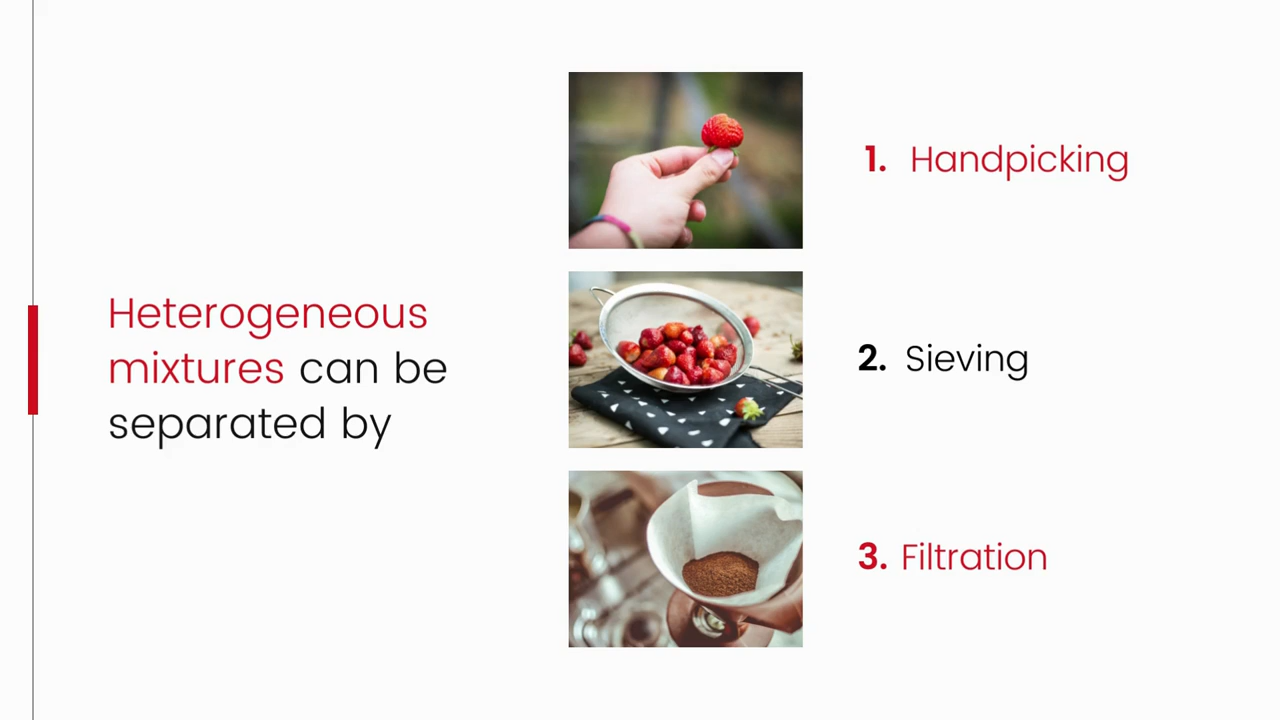 Heterogeneous
mixtures can be
separated by
1. Handpicking
2. Sieving
3. Filtration